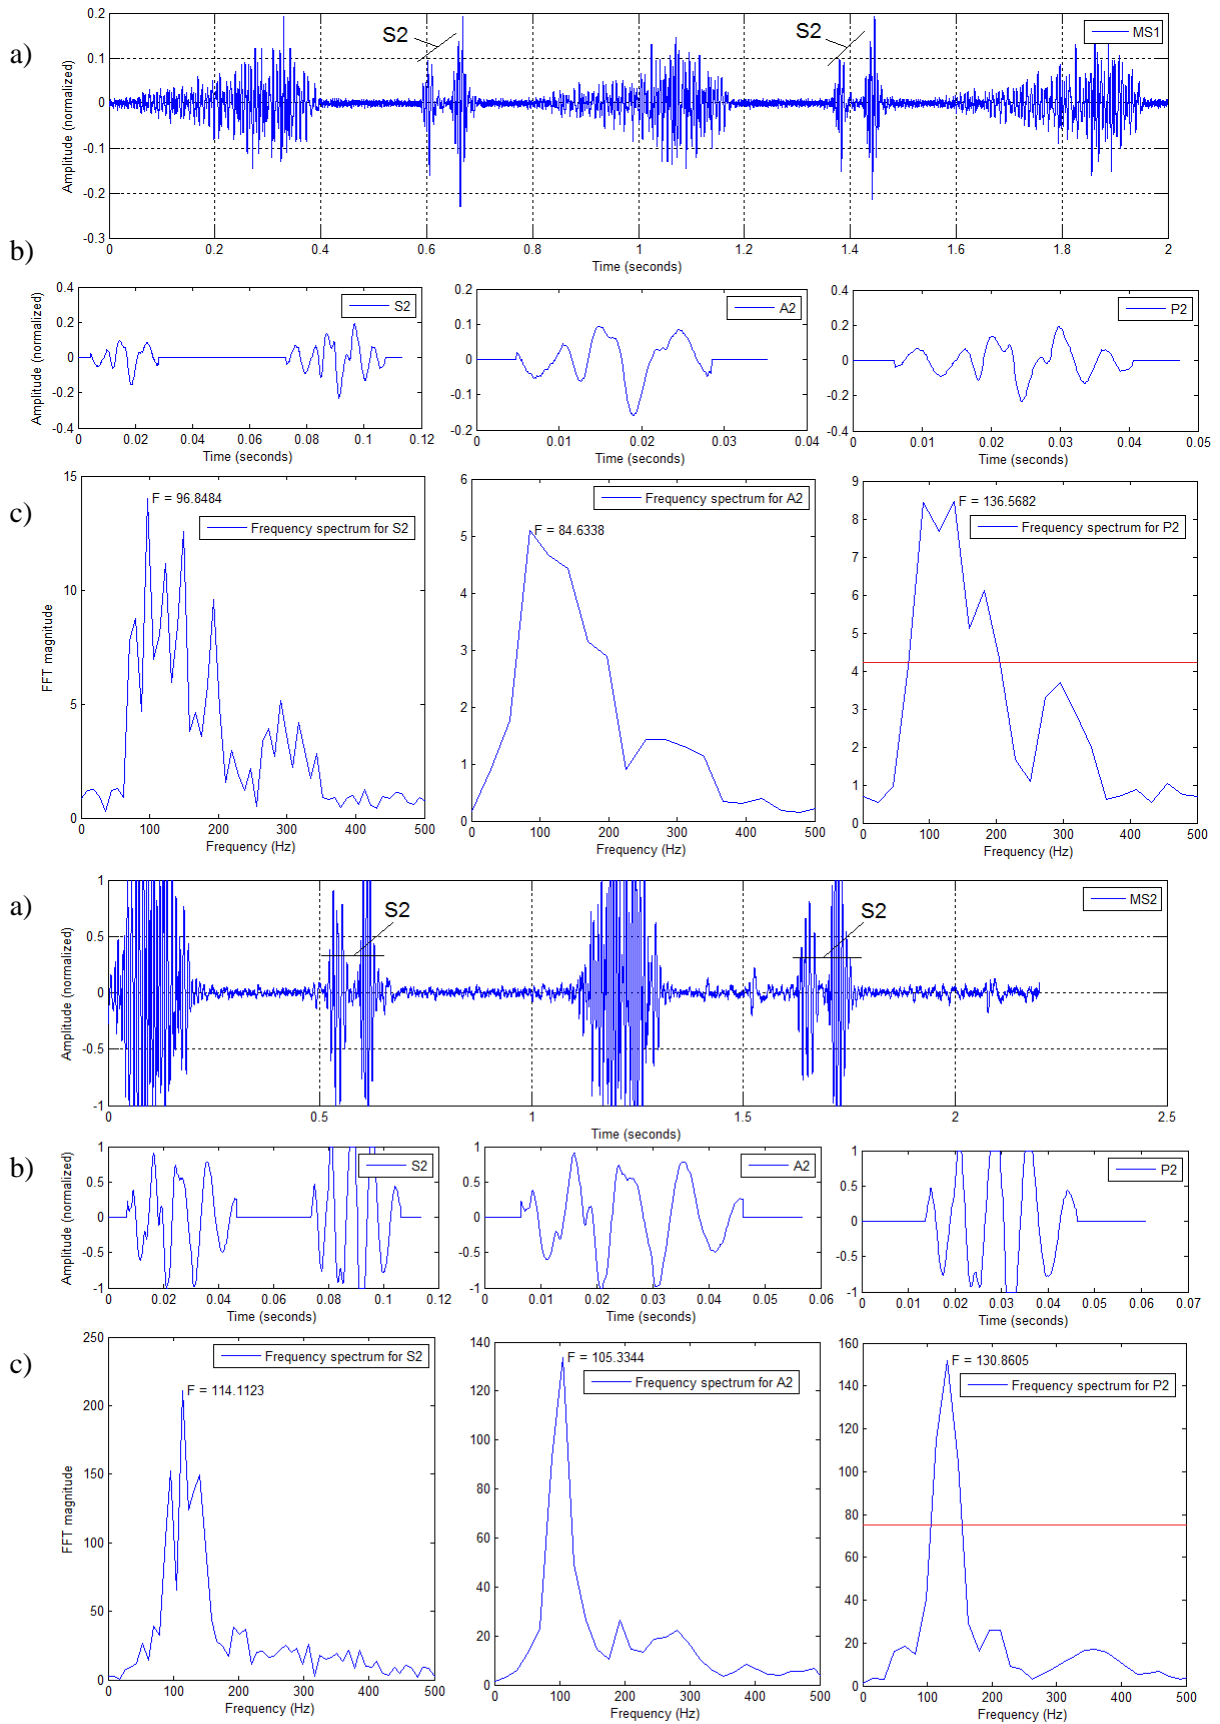 a)
0.2
0.1
0
-0.1
-0.2
-0.3
Amplitude (normalized)
S2
S2
MS1
0 0.2 0.4 0.6 0.8 1 1.2 1.4 1.6 1.8 2
Time (seconds)
b)
0.4
0.2
0
-0.2
-0.4
Amplitude (normalized)
S2
0 0.02 0.04 0.06 0.08 0.1 0.12
Time (seconds)
0.2
0.1
0
-0.1
-0.2
A2
0 0.01 0.02 0.03 0.04
Time (seconds)
0.4
0.2
0
-0.2
-0.4
P2
0 0.01 0.02 0.03 0.04 0.05
Time (seconds)
c)
15
10
5
0
FFT magnitude
F = 96.8484
Frequency spectrum for S2
0 100 200 300 400 500
Frequency (Hz)
6
5
4
3
2
1
0
F = 84.6338
Frequency spectrum for A2
0 100 200 300 400 500
Frequency (Hz)
9
8
7
6
5
4
3
2
1
0
F = 136.5682
Frequency spectrum for P2
0 100 200 300 400 500
Frequency (Hz)
a)
1
0.5
0
-0.5
-1
Amplitude (normalized)
S2
S2
MS2
0 0.5 1 1.5 2 2.5
Time (seconds)
b)
1
0.5
0
-0.5
-1
Amplitude (normalized)
S2
0 0.02 0.04 0.06 0.08 0.1 0.12
Time (seconds)
1
0.5
0
-0.5
-1
A2
0 0.01 0.02 0.03 0.04 0.05 0.06
Time (seconds)
1
0.5
0
-0.5
-1
P2
0 0.01 0.02 0.03 0.04 0.05 0.06 0.07
Time (seconds)
c)
250
200
150
100
50
0
FFT magnitude
F = 114.1123
Frequency spectrum for S2
0 100 200 300 400 500
Frequency (Hz)
140
120
100
80
60
40
20
0
F = 105.3344
Frequency spectrum for A2
0 100 200 300 400 500
Frequency (Hz)
160
140
120
100
80
60
40
20
0
F = 130.8605
Frequency spectrum for P2
0 100 200 300 400 500
Frequency (Hz)